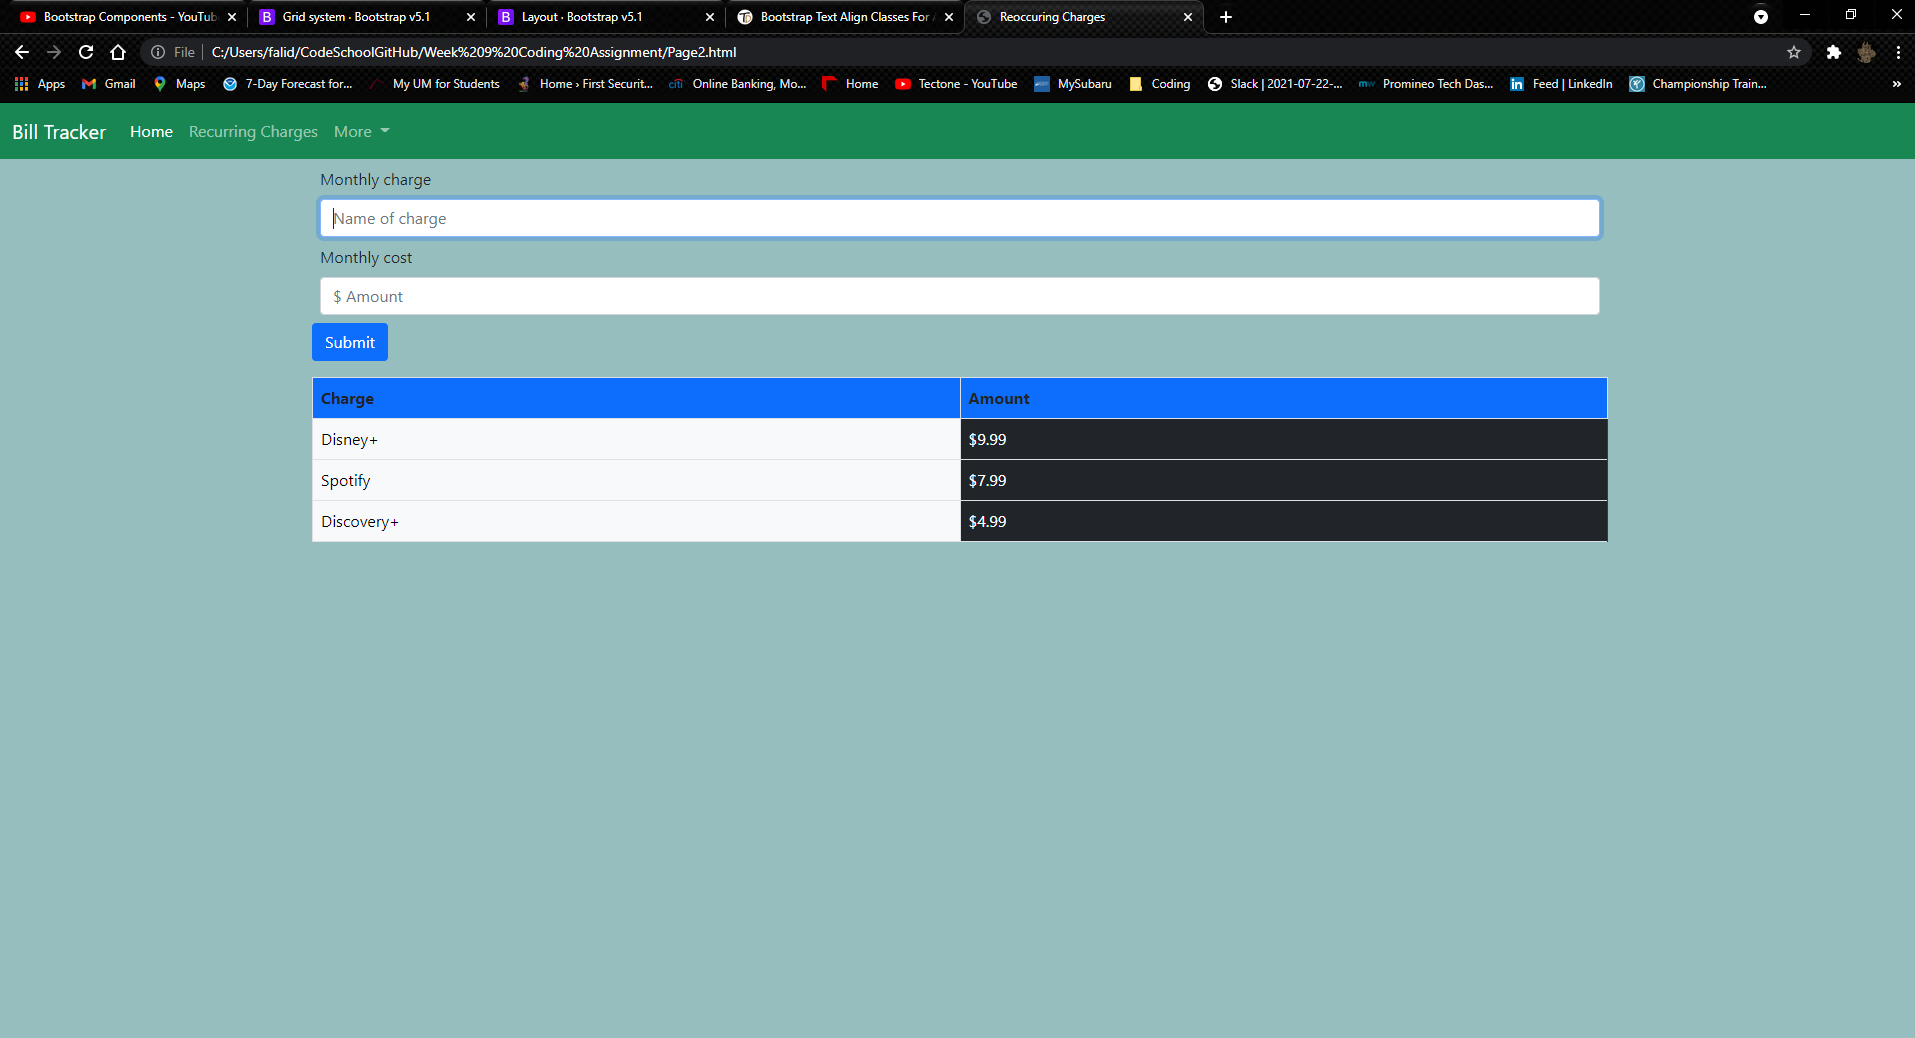 Bootstrap Components - YouTub
Grid system · Bootstrap v5.1
Layout · Bootstrap v5.1
Bootstrap Text Align Classes For
Reoccuring Charges
File C:/Users/falid/CodeSchoolGitHub/Week%209%20Coding%20Assignment/Page2.html
Apps Gmail Maps 7-Day Forecast for... My UM for Students Home › First Securit... citi Online Banking, Mo... Home Tectone - YouTube MySubaru Coding Slack | 2021-07-22-... Promineo Tech Das... Feed | LinkedIn Championship Train... »
Bill Tracker Home Recurring Charges More
Monthly charge
Name of charge
Monthly cost
$ Amount
Submit
Charge Amount
Disney+ $9.99
Spotify $7.99
Discovery+ $4.99